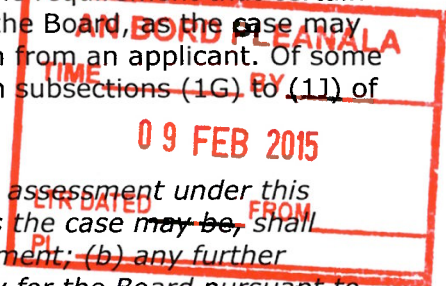 the Board, as the case may
AN BORD PLEANALA
n from an applicant. Of some
TIME BY
n subsections (1G) to (1J) of
09 FEB 2015
assessment under this
LTR DATED FROM
s the case may be, shall
PL
ment; (b) any further
y for the Board pursuant to